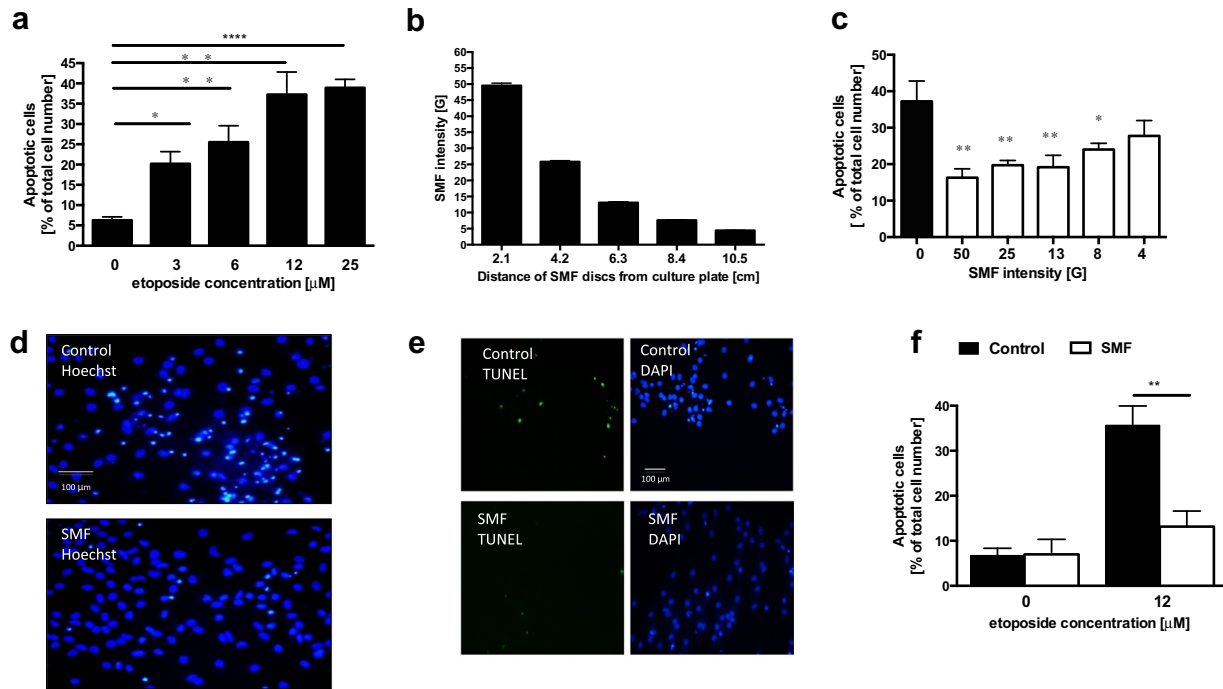 a
****
* *
* *
*
Apoptotic cells
[% of total cell number]
45
40
35
30
25
20
15
10
5
0
0 3 6 12 25
etoposide concentration [μM]
b
SMF intensity [G]
60
55
50
45
40
35
30
25
20
15
10
5
0
2.1 4.2 6.3 8.4 10.5
Distance of SMF discs from culture plate [cm]
c
Apoptotic cells
[ % of total cell number]
50
40
30
20
10
0
** ** ** *
0 50 25 13 8 4
SMF intensity [G]
d
Control
Hoechst
100 μm
SMF
Hoechst
e
Control
TUNEL
Control
DAPI
100 μm
SMF
TUNEL
SMF
DAPI
f
Control SMF
**
Apoptotic cells
[% of total cell number]
40
30
20
10
0
0 12
etoposide concentration [μM]